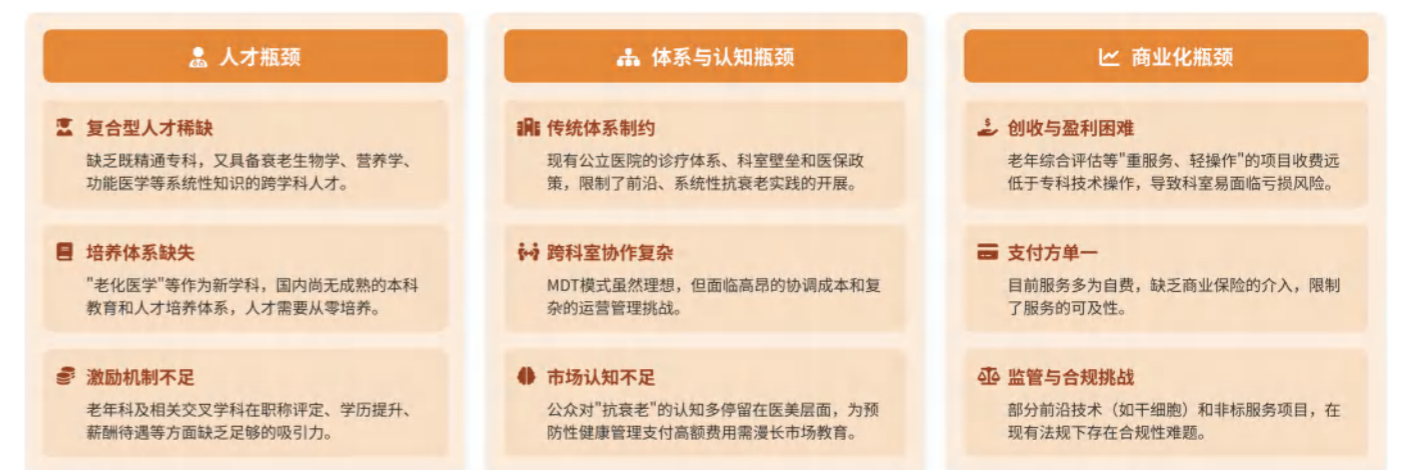 人才瓶颈
复合型人才稀缺
缺乏既精通专科，又具备衰老生物学、营养学、
功能医学等系统性知识的跨学科人才。
培养体系缺失
"老化医学"等作为新学科，国内尚无成熟的本科
教育和人才培养体系，人才需要从零培养。
激励机制不足
老年科及相关交叉学科在职称评定、学历提升、
薪酬待遇等方面缺乏足够的吸引力。
体系与认知瓶颈
传统体系制约
现有公立医院的诊疗体系、科室壁垒和医保政
策，限制了前沿、系统性抗衰老实践的开展。
跨科室协作复杂
MDT模式虽然理想，但面临高昂的协调成本和复
杂的运营管理挑战。
市场认知不足
公众对"抗衰老"的认知多停留在医美层面，为预
防性健康管理支付高额费用需漫长市场教育。
商业化瓶颈
创收与盈利困难
老年综合评估等"重服务、轻操作"的项目收费远
低于专科技术操作，导致科室易面临亏损风险。
支付方单一
目前服务多为自费，缺乏商业保险的介入，限制
了服务的可及性。
监管与合规挑战
部分前沿技术（如干细胞）和非标服务项目，在
现有法规下存在合规性难题。